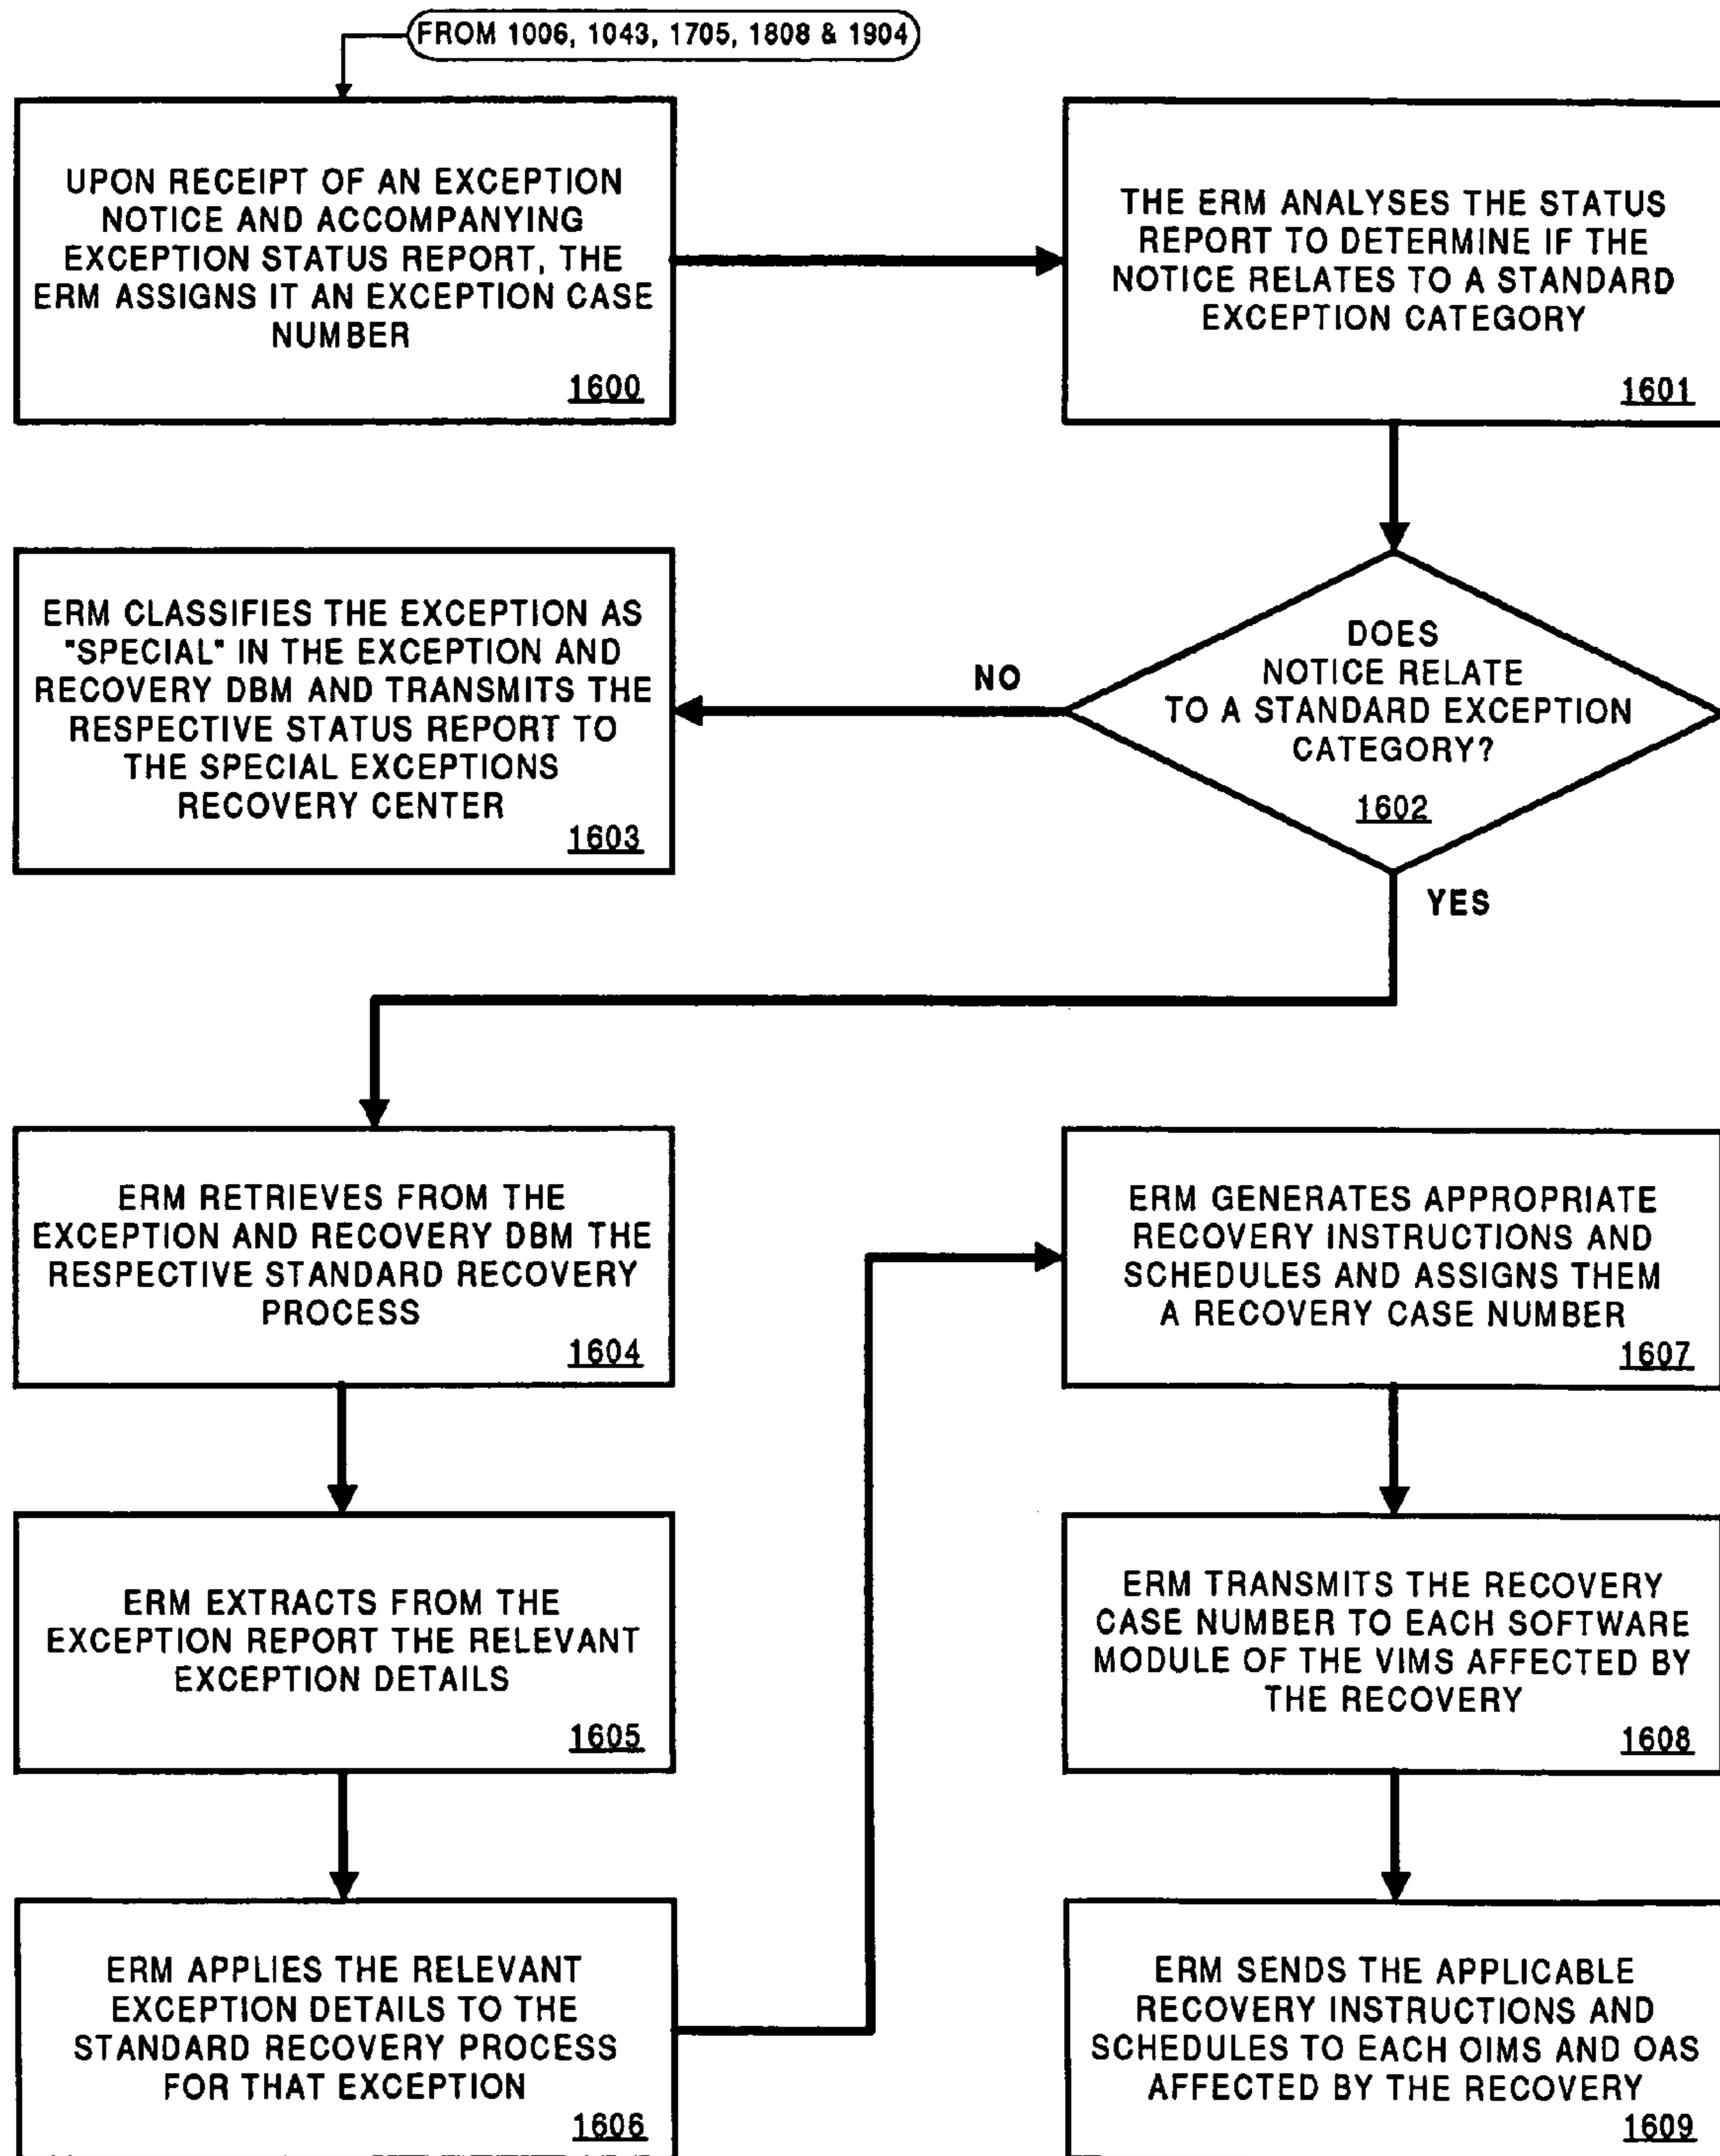 FROM 1006, 1043, 1705, 1808 & 1904
UPON RECEIPT OF AN EXCEPTION
NOTICE AND ACCOMPANYING
EXCEPTION STATUS REPORT, THE
ERM ASSIGNS IT AN EXCEPTION CASE
NUMBER
1600
THE ERM ANALYSES THE STATUS
REPORT TO DETERMINE IF THE
NOTICE RELATES TO A STANDARD
EXCEPTION CATEGORY
1601
DOES
NOTICE RELATE
TO A STANDARD EXCEPTION
CATEGORY?
1602
NO
ERM CLASSIFIES THE EXCEPTION AS
"SPECIAL" IN THE EXCEPTION AND
RECOVERY DBM AND TRANSMITS THE
RESPECTIVE STATUS REPORT TO
THE SPECIAL EXCEPTIONS
RECOVERY CENTER
1603
YES
ERM RETRIEVES FROM THE
EXCEPTION AND RECOVERY DBM THE
RESPECTIVE STANDARD RECOVERY
PROCESS
1604
ERM EXTRACTS FROM THE
EXCEPTION REPORT THE RELEVANT
EXCEPTION DETAILS
1605
ERM APPLIES THE RELEVANT
EXCEPTION DETAILS TO THE
STANDARD RECOVERY PROCESS
FOR THAT EXCEPTION
1606
ERM GENERATES APPROPRIATE
RECOVERY INSTRUCTIONS AND
SCHEDULES AND ASSIGNS THEM
A RECOVERY CASE NUMBER
1607
ERM TRANSMITS THE RECOVERY
CASE NUMBER TO EACH SOFTWARE
MODULE OF THE VIMS AFFECTED BY
THE RECOVERY
1608
ERM SENDS THE APPLICABLE
RECOVERY INSTRUCTIONS AND
SCHEDULES TO EACH OIMS AND OAS
AFFECTED BY THE RECOVERY
1609